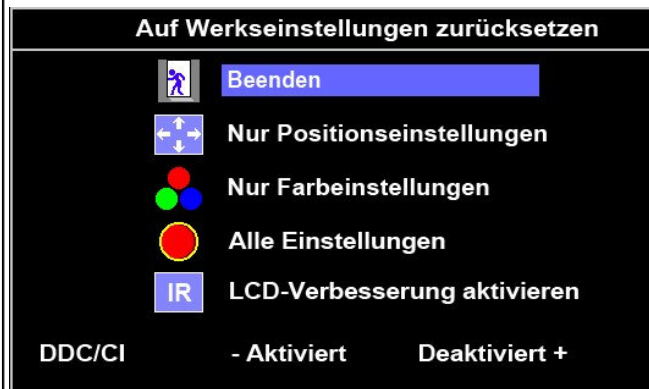 Auf Werkseinstellungen zurücksetzen
Beenden
Nur Positionseinstellungen
Nur Farbeinstellungen
Alle Einstellungen
IR LCD-Verbesserung aktivieren
DDC/CI - Aktiviert Deaktiviert +